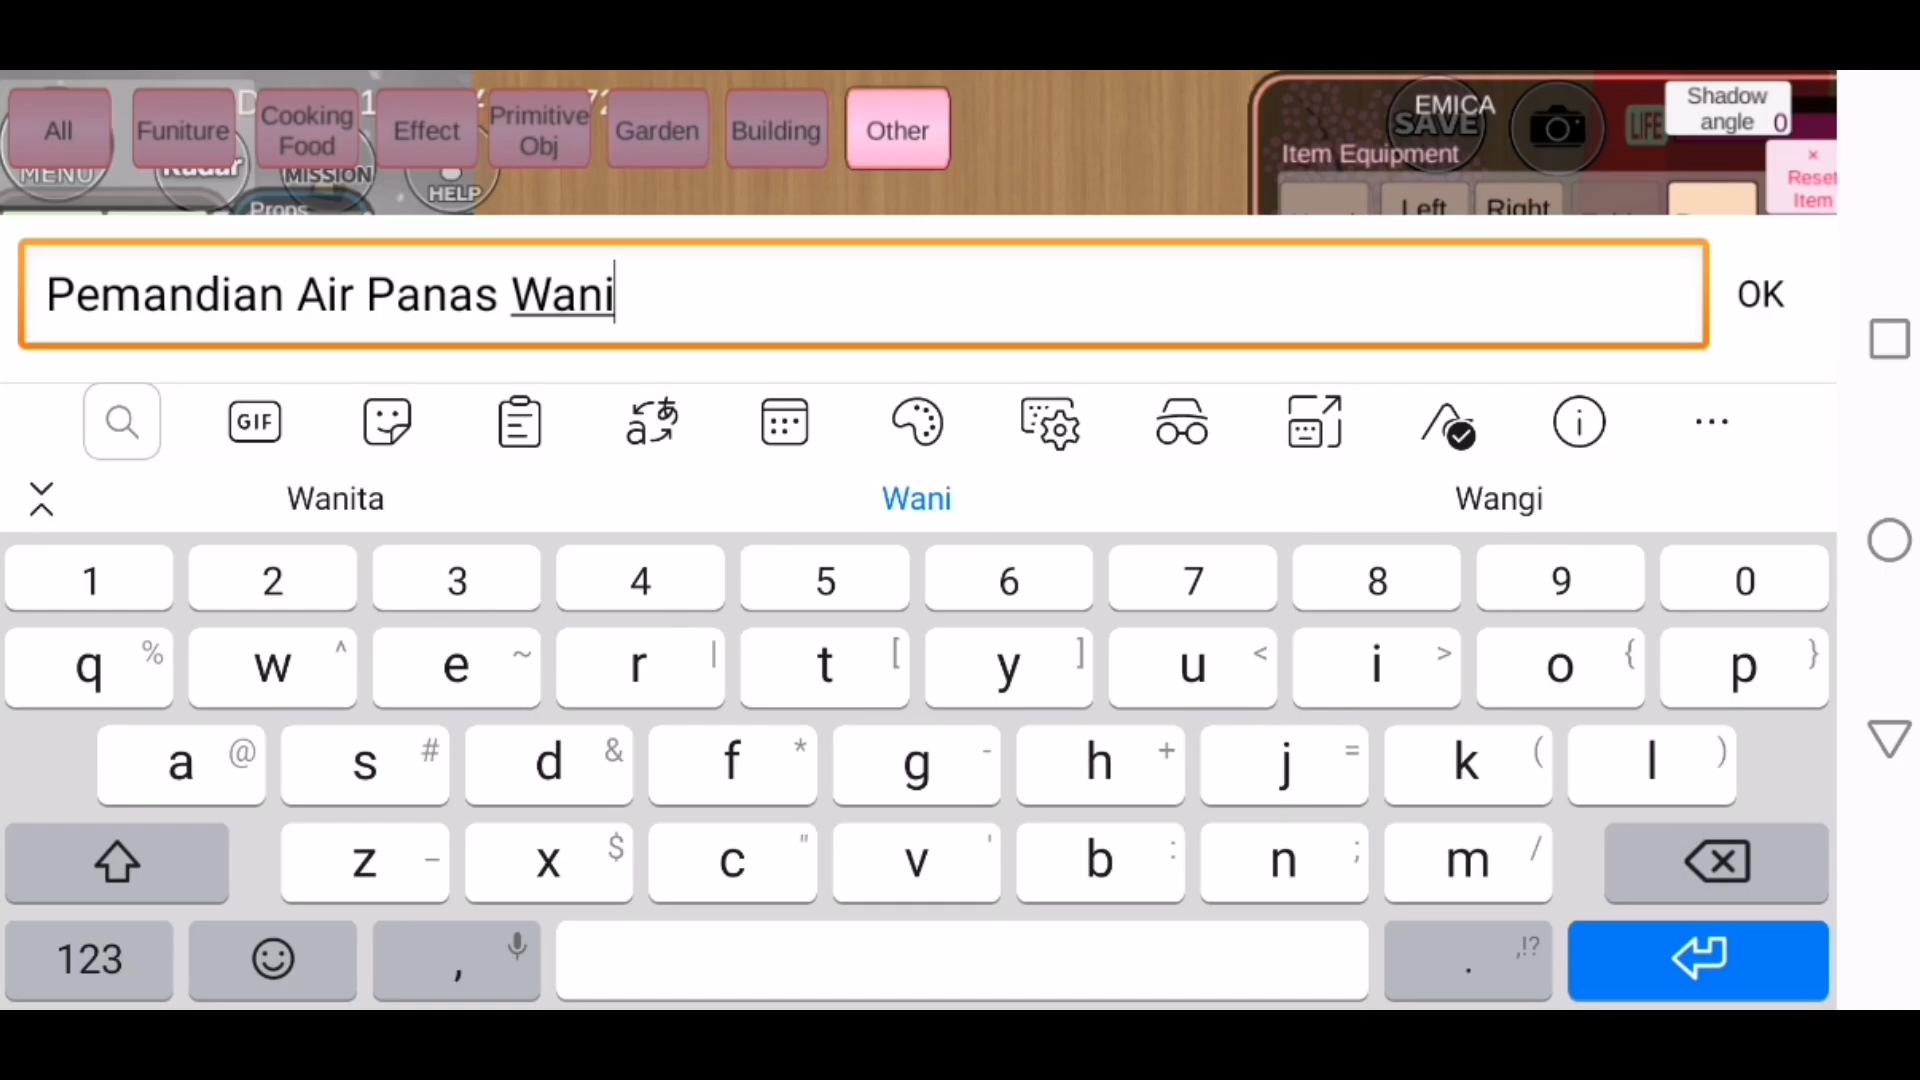 All
Funiture
Cooking
Food
Effect
Primitive
Obj
Garden
Building
Other
MENU
Radar
MISSION
HELP
Props
EMICA
SAVE
LIFE
Shadow
angle 0
Item Equipment
Left
Right
×
Reset
Item
Pemandian Air Panas Wani
OK
GIF
Wanita
Wani
Wangi
1 2 3 4 5 6 7 8 9 0
q % w ^ e ~ r | t [ y ] u < i > o { p }
a @ s # d & f * g - h + j = k ( l )
z _ x $ c " v ' b : n ; m /
123 , . ,!?